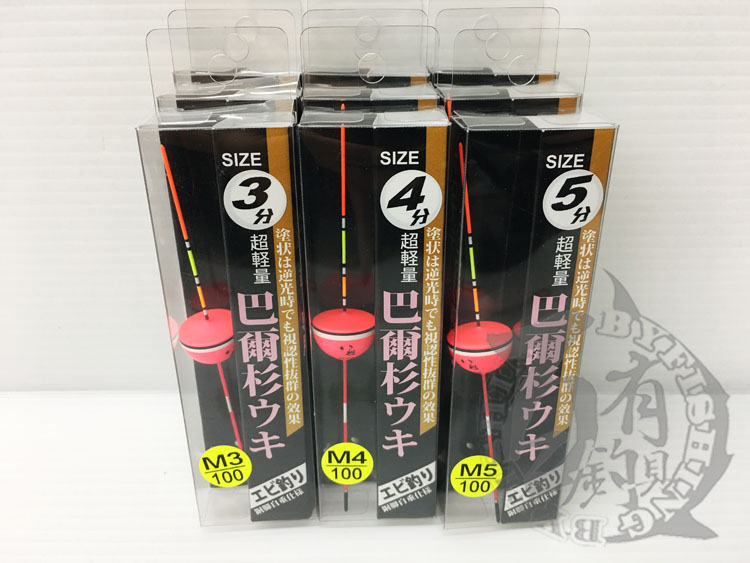 SIZE
3分
超軽量
巴爾杉ウキ
塗状は逆光時でも視認性抜群の效果
M3
100
エビ釣り
SIZE
4分
超軽量
巴爾杉ウキ
塗状は逆光時でも視認性抜群の效果
M4
100
エビ釣り
SIZE
5分
超軽量
巴爾杉ウキ
塗状は逆光時でも視認性抜群の效果
M5
100
エビ釣り
BYFISHING
有
釣